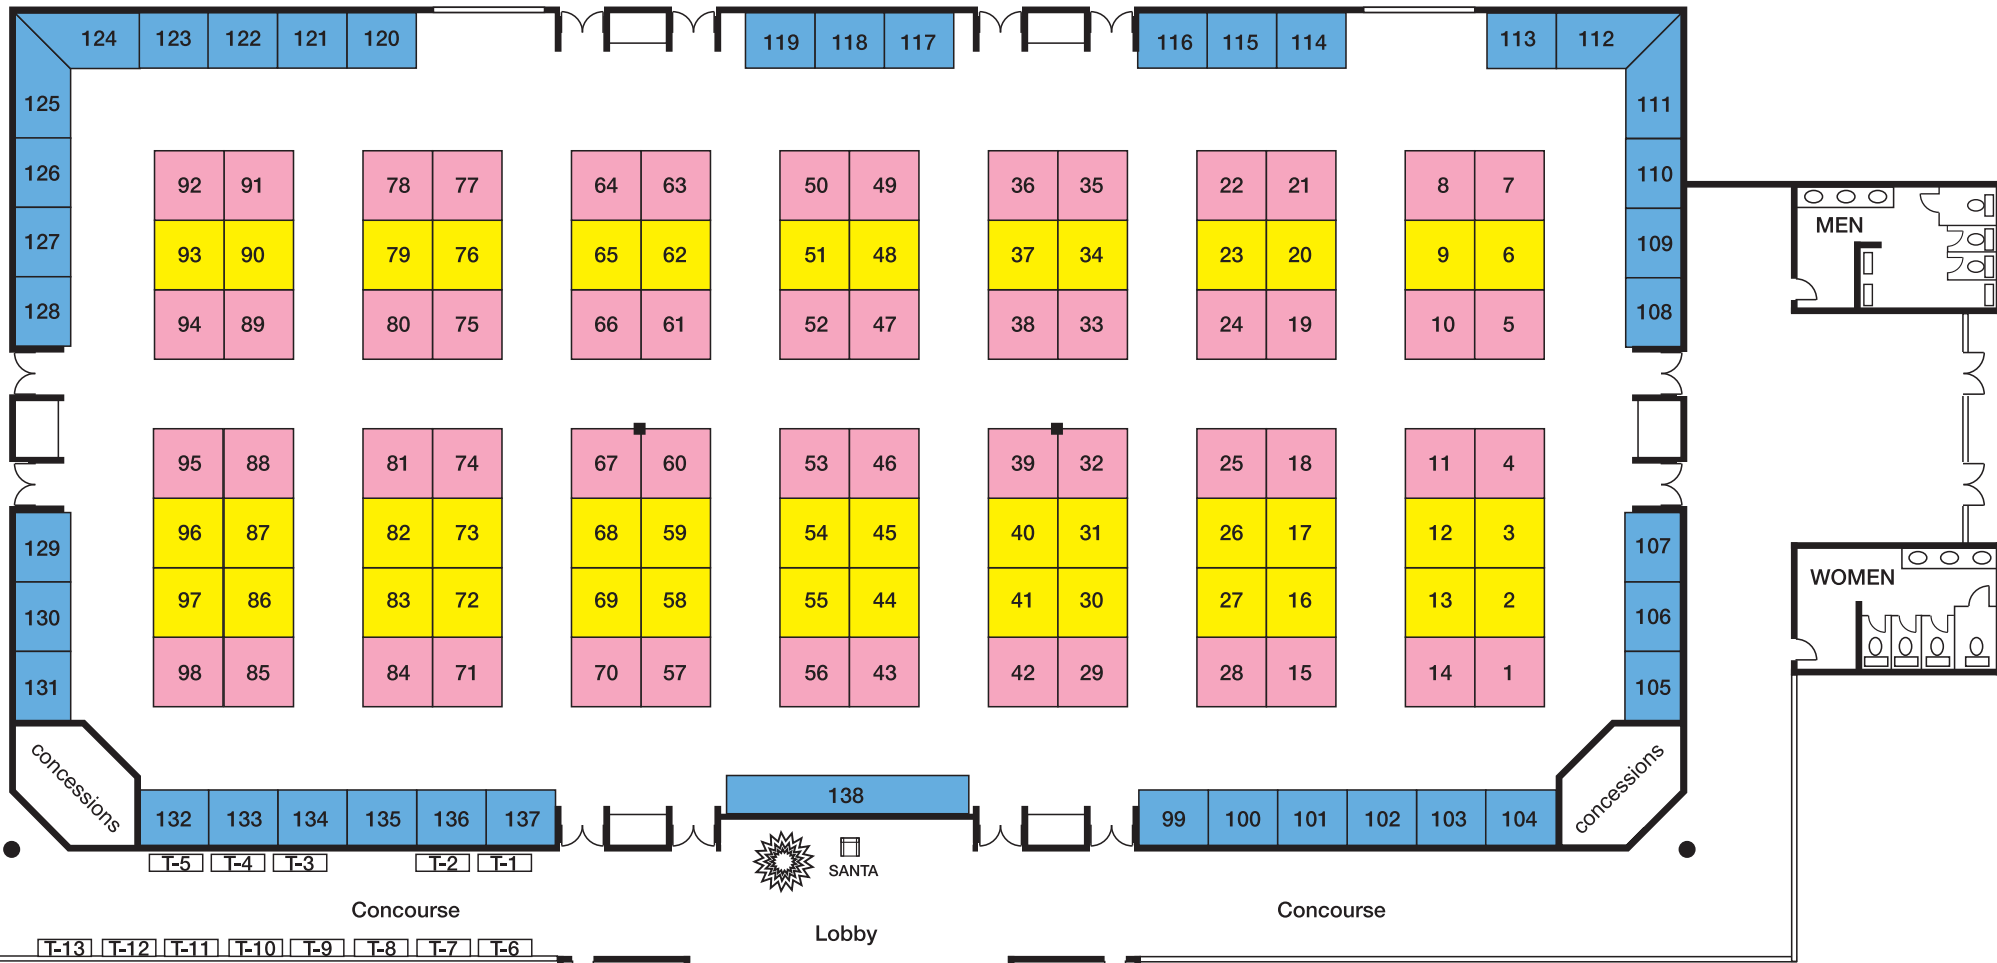 124 123 122 121 120 119 118 117 116 115 114 113 112
125 111
126 92 91 78 77 64 63 50 49 36 35 22 21 8 7 110
MEN
127 93 90 79 76 65 62 51 48 37 34 23 20 9 6 109
128 94 89 80 75 66 61 52 47 38 33 24 19 10 5 108
95 88 81 74 67 60 53 46 39 32 25 18 11 4
129 96 87 82 73 68 59 54 45 40 31 26 17 12 3 107
WOMEN
130 97 86 83 72 69 58 55 44 41 30 27 16 13 2 106
131 98 85 84 71 70 57 56 43 42 29 28 15 14 1 105
concessions 138 concessions
132 133 134 135 136 137 99 100 101 102 103 104
T-5 T-4 T-3 T-2 T-1 SANTA
Concourse Concourse
Lobby
T-13 T-12 T-11 T-10 T-9 T-8 T-7 T-6